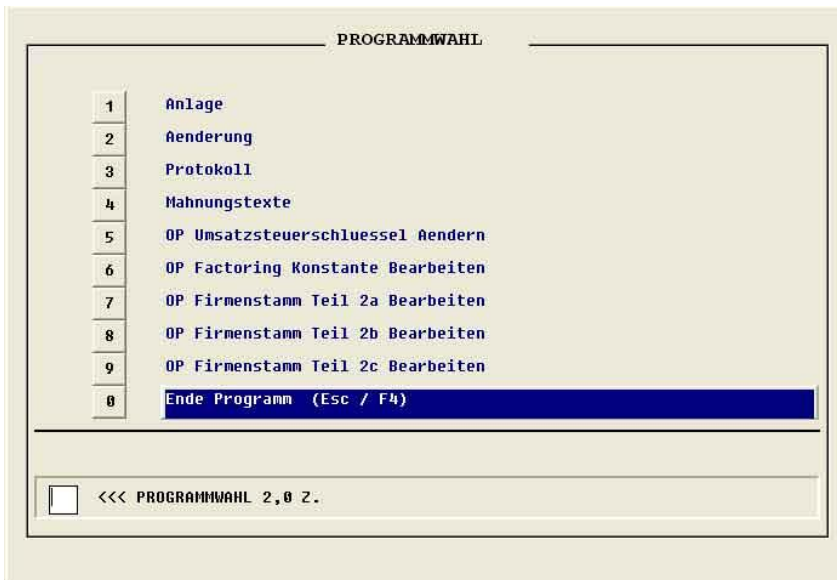 PROGRAMMWAHL
1 Anlage
2 Aenderung
3 Protokoll
4 Mahnungstexte
5 OP Umsatzsteuerschluessel Aendern
6 OP Factoring Konstante Bearbeiten
7 OP Firmenstamm Teil 2a Bearbeiten
8 OP Firmenstamm Teil 2b Bearbeiten
9 OP Firmenstamm Teil 2c Bearbeiten
0 Ende Programm (Esc / F4)
<<< PROGRAMMWAHL 2,0 Z.